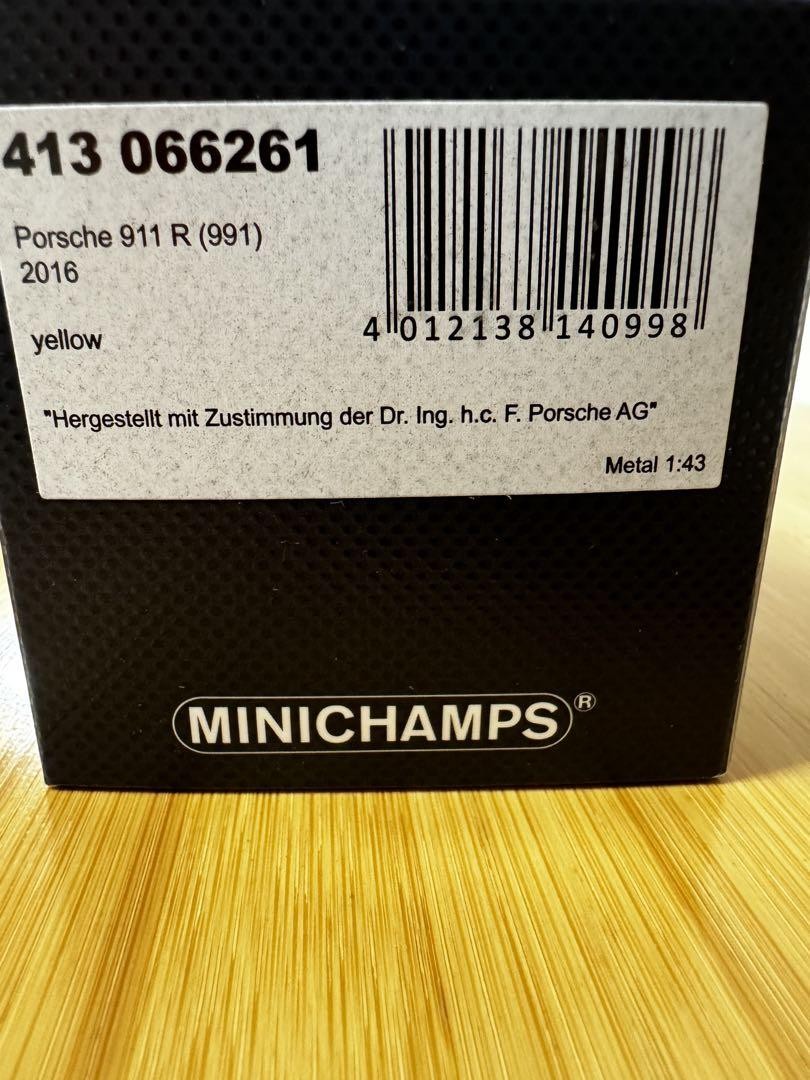 413 066261
Porsche 911 R (991)
2016
yellow
4 012138 140998
"Hergestellt mit Zustimmung der Dr. Ing. h.c. F. Porsche AG"
Metal 1:43
MINICHAMPS®